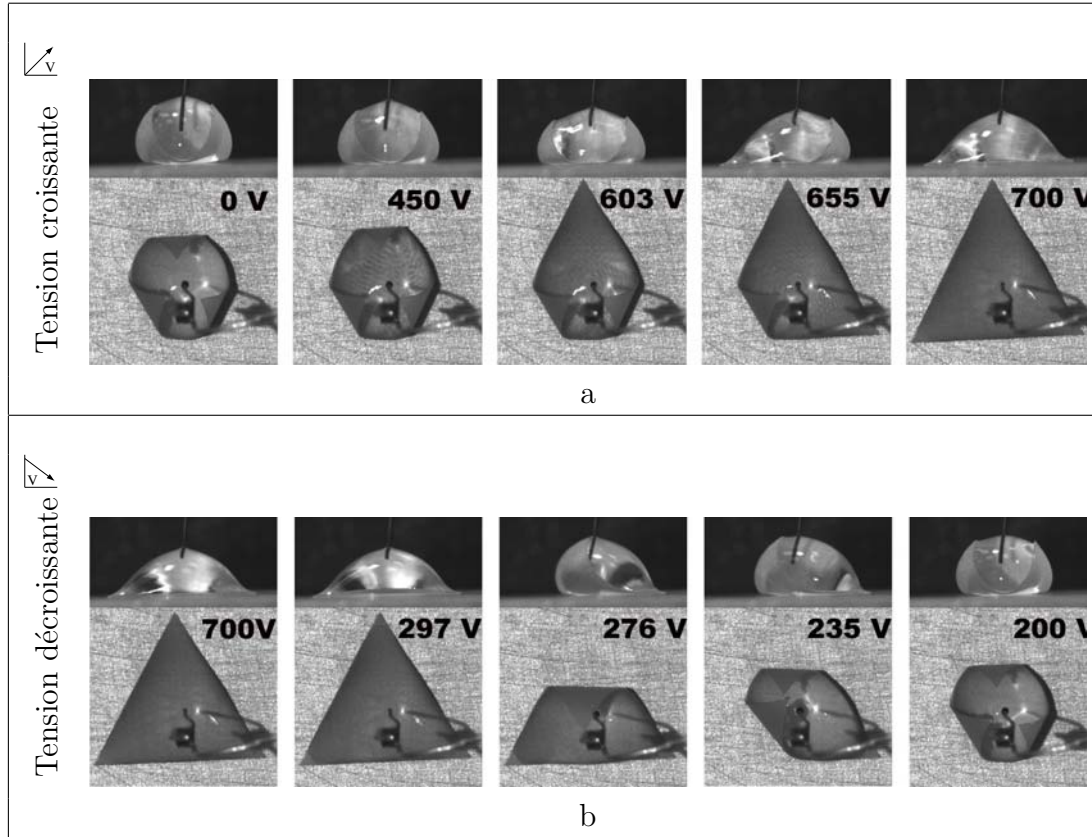 v
Tension croissante
0 V
450 V
603 V
655 V
700 V
a
v
Tension décroissante
700V
297 V
276 V
235 V
200 V
b